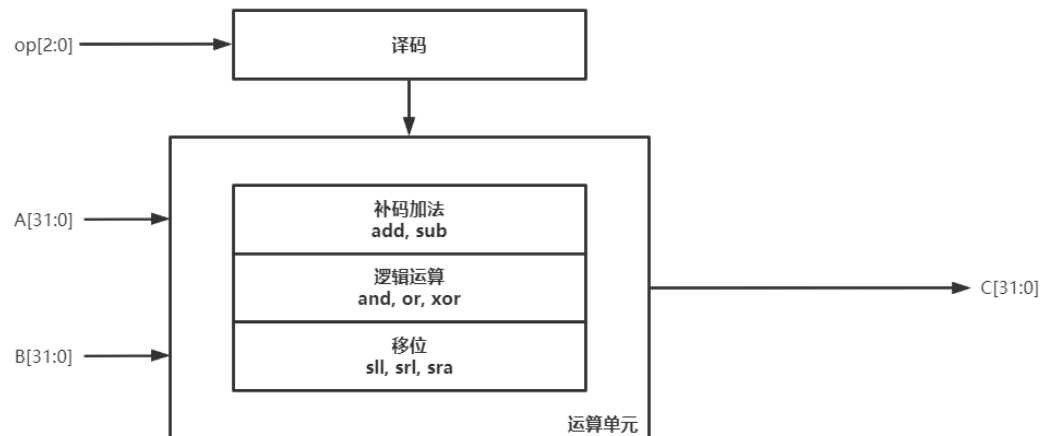 op[2:0]
译码
A[31:0]
补码加法
add, sub
逻辑运算
and, or, xor
C[31:0]
B[31:0]
移位
sll, srl, sra
运算单元